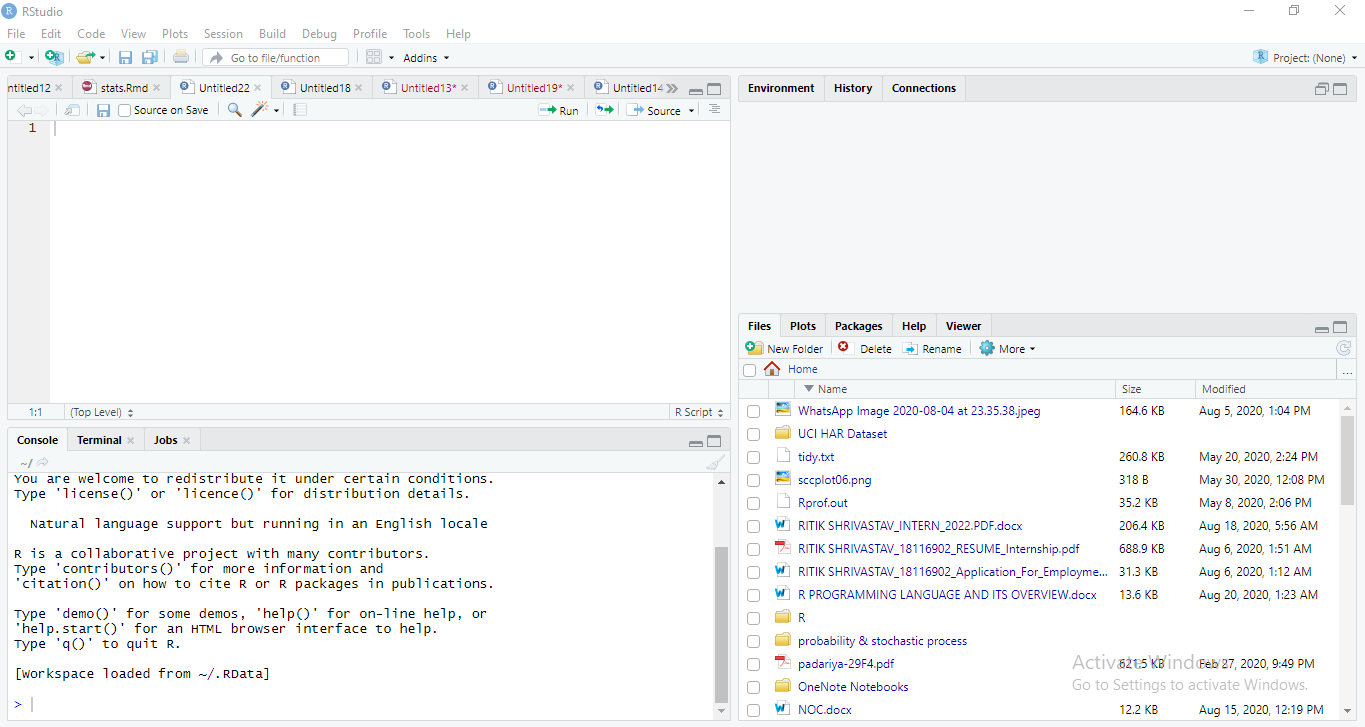 RStudio
File Edit Code View Plots Session Build Debug Profile Tools Help
Go to file/function Addins Project: (None)
ntitled12 stats.Rmd Untitled22 Untitled18 Untitled13* Untitled19* Untitled14
Source on Save Run Source
1
1:1 (Top Level) R Script
Console Terminal Jobs
~/
You are welcome to redistribute it under certain conditions.
Type 'license()' or 'licence()' for distribution details.
Natural language support but running in an English locale
R is a collaborative project with many contributors.
Type 'contributors()' for more information and
'citation()' on how to cite R or R packages in publications.
Type 'demo()' for some demos, 'help()' for on-line help, or
'help.start()' for an HTML browser interface to help.
Type 'q()' to quit R.
[Workspace loaded from ~/.RData]
>
Environment History Connections
Files Plots Packages Help Viewer
New Folder Delete Rename More
Home ...
Name Size Modified
WhatsApp Image 2020-08-04 at 23.35.38.jpeg 164.6 KB Aug 5, 2020, 1:04 PM
UCI HAR Dataset
tidy.txt 260.8 KB May 20, 2020, 2:24 PM
sccplot06.png 318 B May 30, 2020, 12:08 PM
Rprof.out 35.2 KB May 8, 2020, 2:06 PM
RITIK SHRIVASTAV_INTERN_2022.PDF.docx 206.4 KB Aug 18, 2020, 5:56 AM
RITIK SHRIVASTAV_18116902_RESUME_Internship.pdf 688.9 KB Aug 6, 2020, 1:51 AM
RITIK SHRIVASTAV_18116902_Application_For_Employme... 31.3 KB Aug 6, 2020, 1:12 AM
R PROGRAMMING LANGUAGE AND ITS OVERVIEW.docx 13.6 KB Aug 20, 2020, 1:23 AM
R
probability & stochastic process
padariya-29F4.pdf 2020, 9:49 PM
Activate Windows
OneNote Notebooks
Go to Settings to activate Windows.
NOC.docx 12.2 KB Aug 15, 2020, 12:19 PM